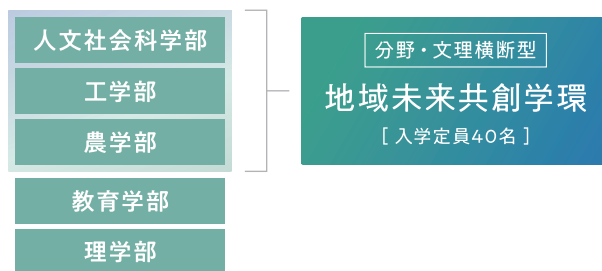 人文社会科学部
工学部
農学部
教育学部
理学部
分野・文理横断型
地域未来共創学環
[ 入学定員40名 ]